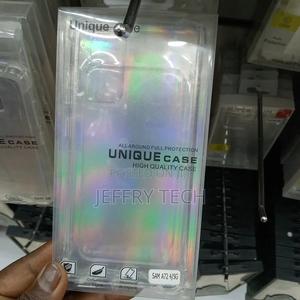 Unique Case
ALL-AROUND FULL PROTECTION
UNIQUE CASE
HIGH QUALITY CASE
JEFFRY TECH
SAM A72 4/5G